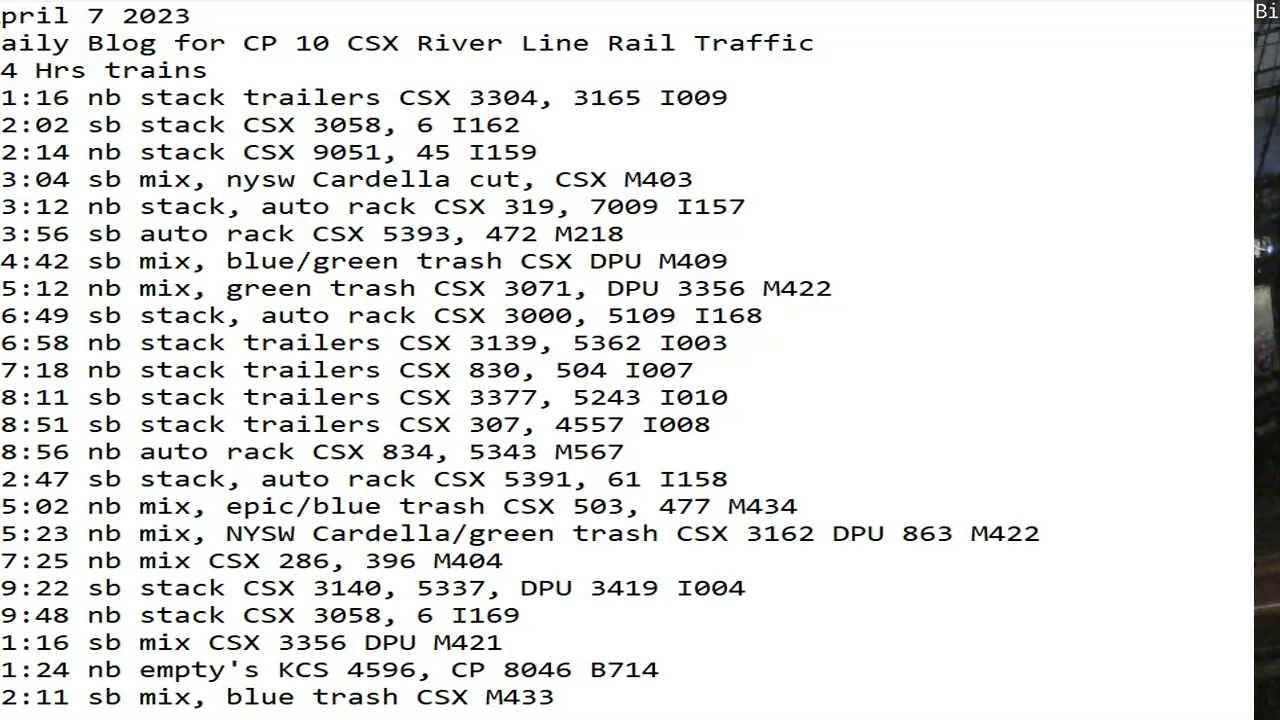 pril 7 2023
aily Blog for CP 10 CSX River Line Rail Traffic
4 Hrs trains
1:16 nb stack trailers CSX 3304, 3165 I009
2:02 sb stack CSX 3058, 6 I162
2:14 nb stack CSX 9051, 45 I159
3:04 sb mix, nysw Cardella cut, CSX M403
3:12 nb stack, auto rack CSX 319, 7009 I157
3:56 sb auto rack CSX 5393, 472 M218
4:42 sb mix, blue/green trash CSX DPU M409
5:12 nb mix, green trash CSX 3071, DPU 3356 M422
6:49 sb stack, auto rack CSX 3000, 5109 I168
6:58 nb stack trailers CSX 3139, 5362 I003
7:18 nb stack trailers CSX 830, 504 I007
8:11 sb stack trailers CSX 3377, 5243 I010
8:51 sb stack trailers CSX 307, 4557 I008
8:56 nb auto rack CSX 834, 5343 M567
2:47 sb stack, auto rack CSX 5391, 61 I158
5:02 nb mix, epic/blue trash CSX 503, 477 M434
5:23 nb mix, NYSW Cardella/green trash CSX 3162 DPU 863 M422
7:25 nb mix CSX 286, 396 M404
9:22 sb stack CSX 3140, 5337, DPU 3419 I004
9:48 nb stack CSX 3058, 6 I169
1:16 sb mix CSX 3356 DPU M421
1:24 nb empty's KCS 4596, CP 8046 B714
2:11 sb mix, blue trash CSX M433
Bi